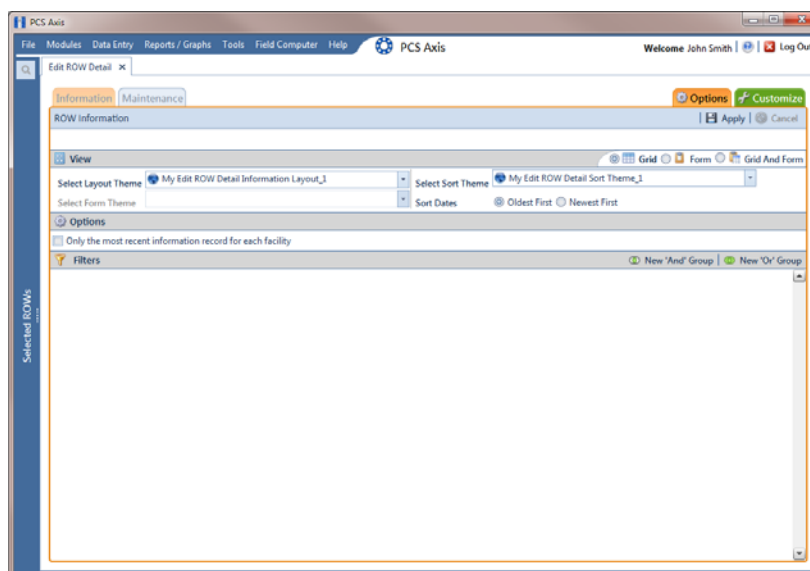 PCS Axis
File Modules Data Entry Reports / Graphs Tools Field Computer Help PCS Axis Welcome John Smith | | Log Ou
Edit ROW Detail ×
Information Maintenance Options Customize
ROW Information | Apply | Cancel
View Grid Form Grid And Form
Select Layout Theme My Edit ROW Detail Information Layout_1 Select Sort Theme My Edit ROW Detail Sort Theme_1
Select Form Theme Sort Dates Oldest First Newest First
Options
Only the most recent information record for each facility
Filters New 'And' Group | New 'Or' Group
Selected ROWs